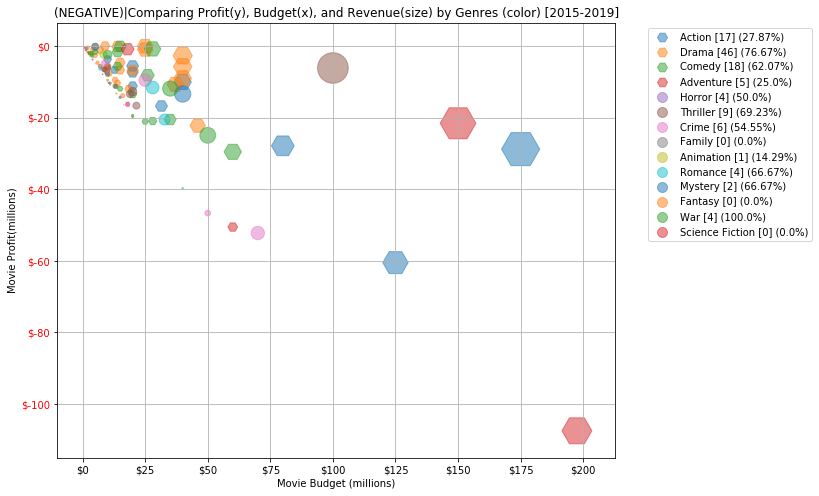 (NEGATIVE)|Comparing Profit(y), Budget(x), and Revenue(size) by Genres (color) [2015-2019]
$0
$-20
$-40
$-60
$-80
$-100
Movie Profit(millions)
$0
$25
$50
$75
$100
$125
$150
$175
$200
Movie Budget (millions)
Action [17] (27.87%)
Drama [46] (76.67%)
Comedy [18] (62.07%)
Adventure [5] (25.0%)
Horror [4] (50.0%)
Thriller [9] (69.23%)
Crime [6] (54.55%)
Family [0] (0.0%)
Animation [1] (14.29%)
Romance [4] (66.67%)
Mystery [2] (66.67%)
Fantasy [0] (0.0%)
War [4] (100.0%)
Science Fiction [0] (0.0%)